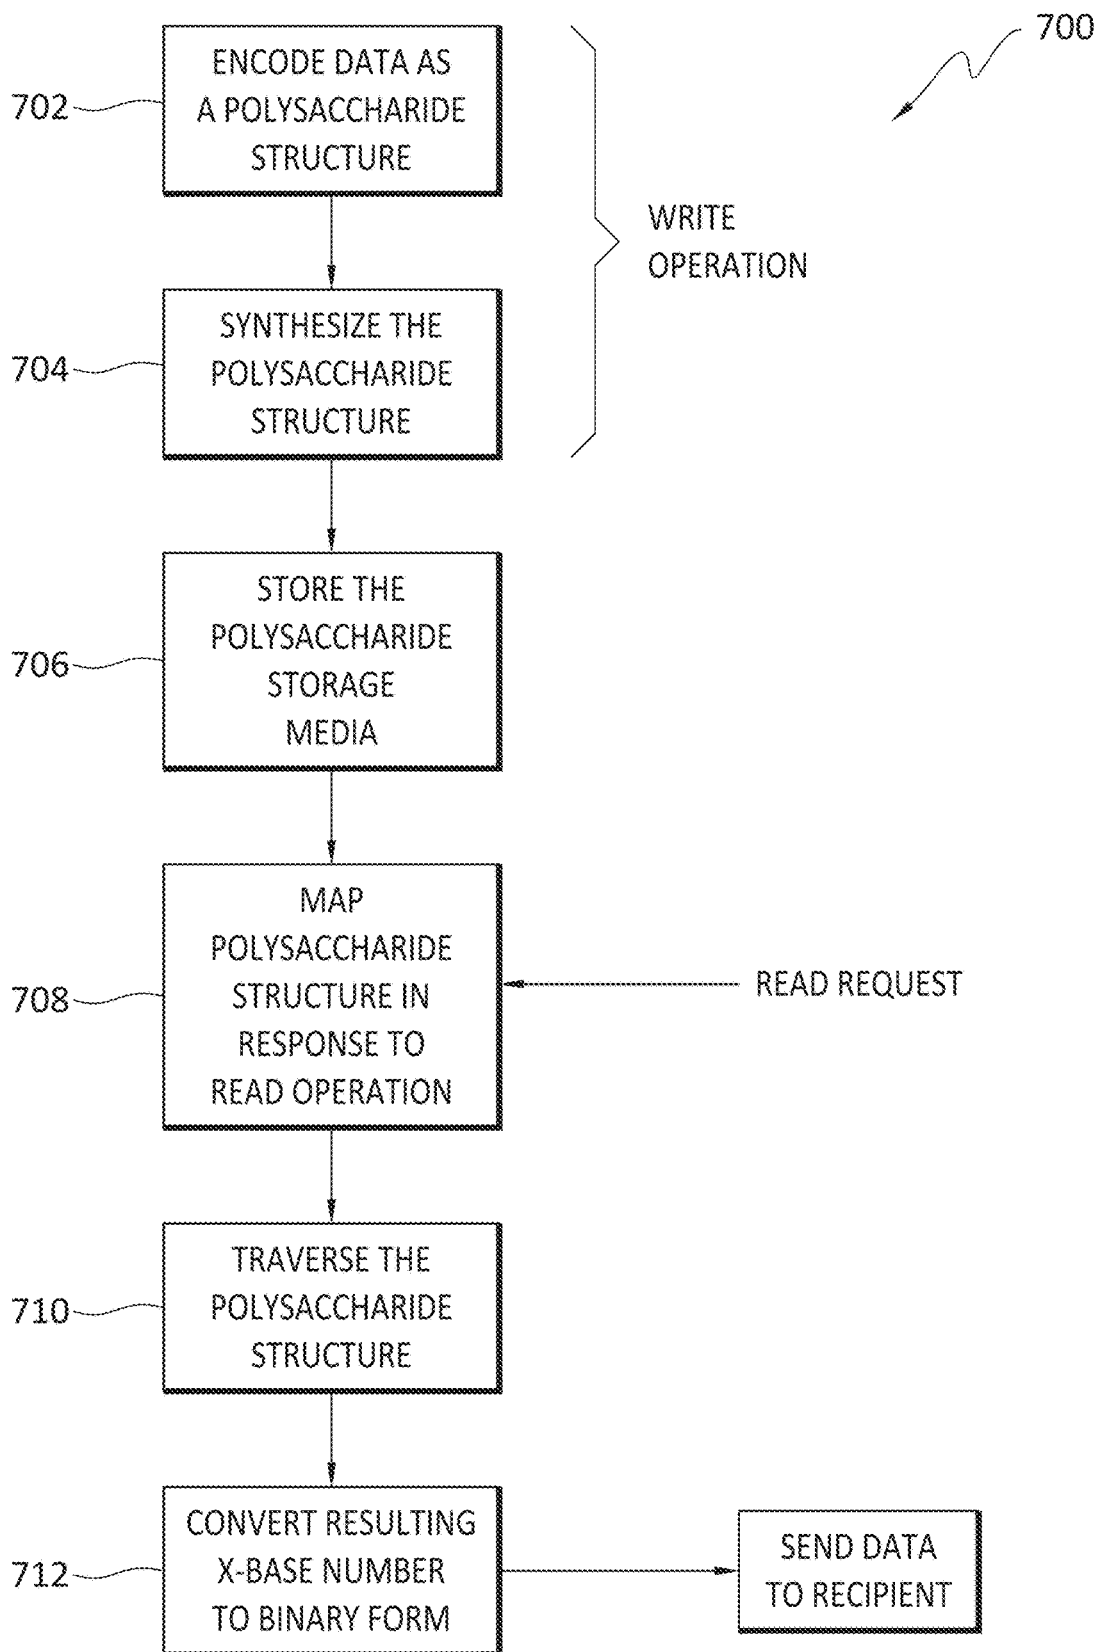 700
702
ENCODE DATA AS
A POLYSACCHARIDE
STRUCTURE
WRITE
OPERATION
704
SYNTHESIZE THE
POLYSACCHARIDE
STRUCTURE
706
STORE THE
POLYSACCHARIDE
STORAGE
MEDIA
708
MAP
POLYSACCHARIDE
STRUCTURE IN
RESPONSE TO
READ OPERATION
READ REQUEST
710
TRAVERSE THE
POLYSACCHARIDE
STRUCTURE
712
CONVERT RESULTING
X-BASE NUMBER
TO BINARY FORM
SEND DATA
TO RECIPIENT